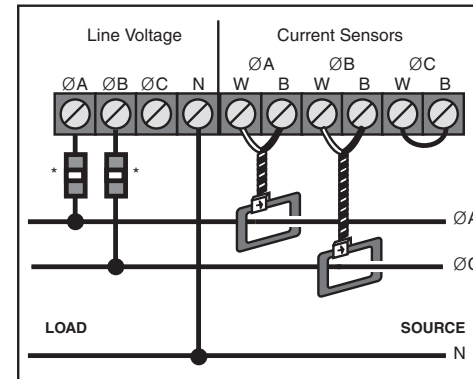 Line Voltage
Current Sensors
ØA ØB ØC
ØA ØB ØC N W B W B W B
* *
ØA
ØC
LOAD SOURCE
N